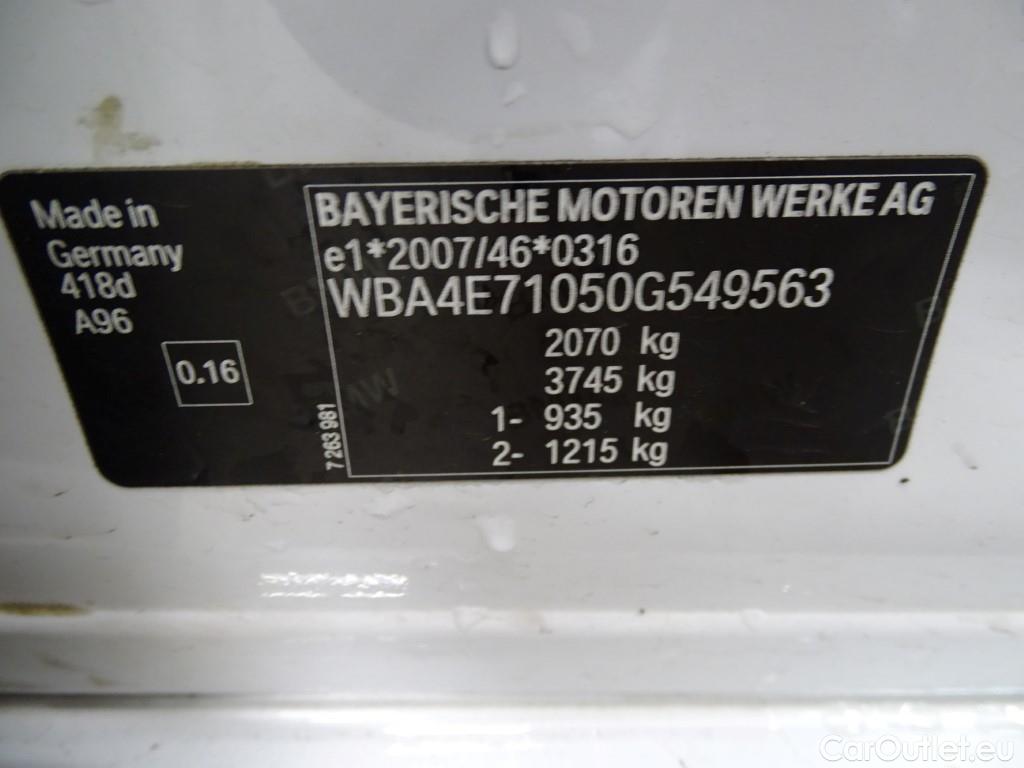 Made in
Germany
418d
A96
0.16
7 263 981
BAYERISCHE MOTOREN WERKE AG
e1*2007/46*0316
WBA4E71050G549563
2070 kg
3745 kg
1- 935 kg
2- 1215 kg
CarOutlet.eu